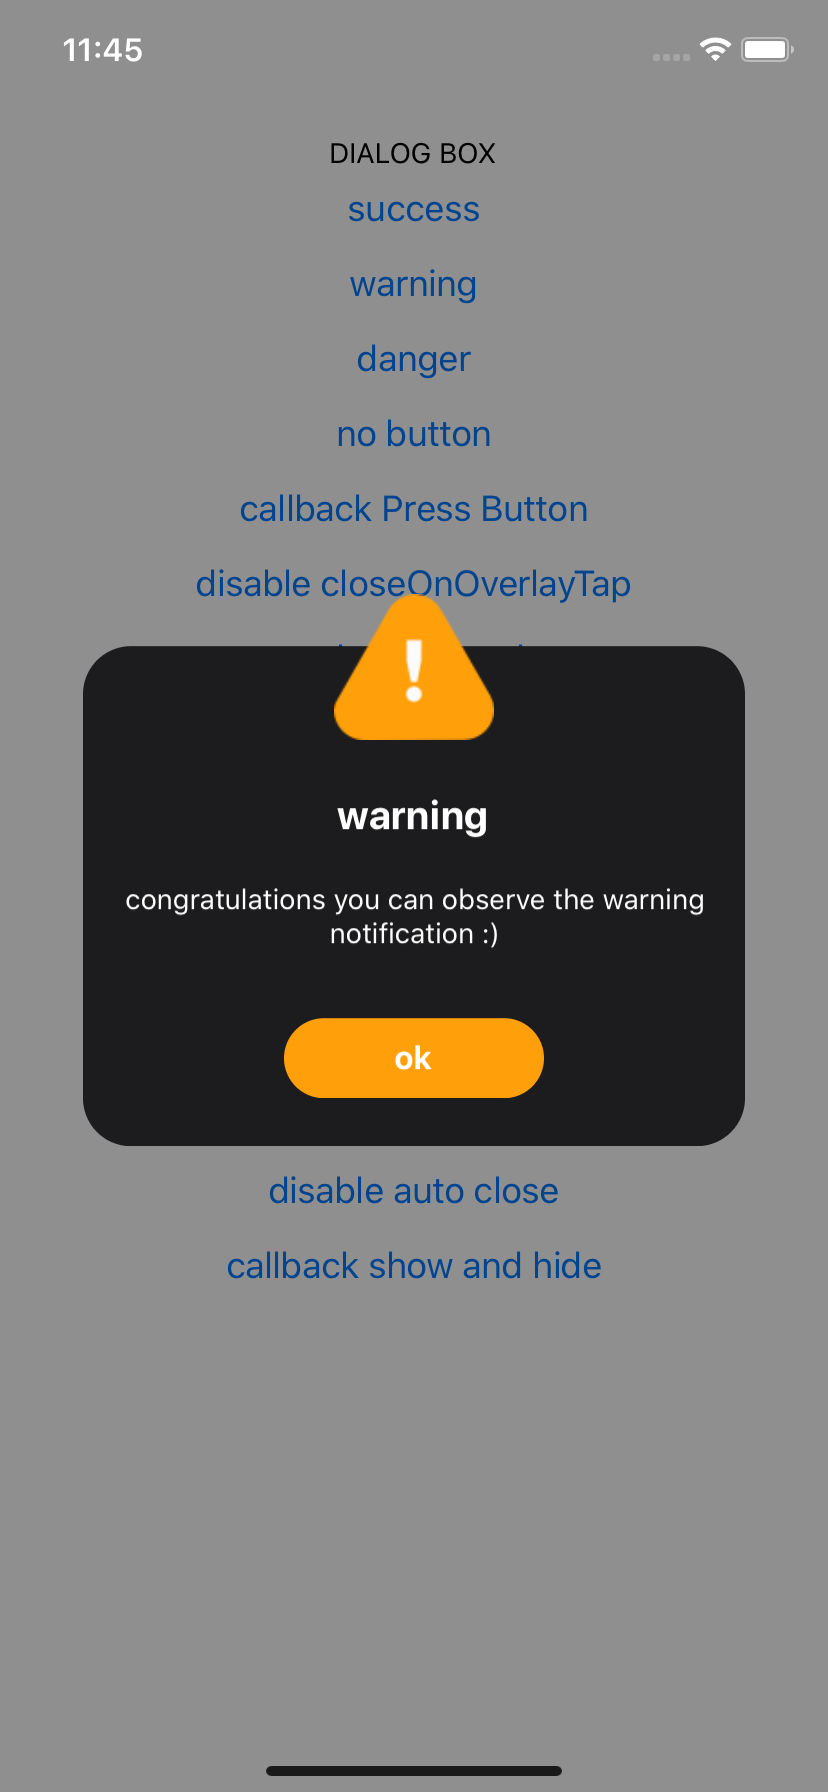 11:45
DIALOG BOX
success
warning
danger
no button
callback Press Button
disable closeOnOverlayTap
!
warning
congratulations you can observe the warning
notification :)
ok
disable auto close
callback show and hide